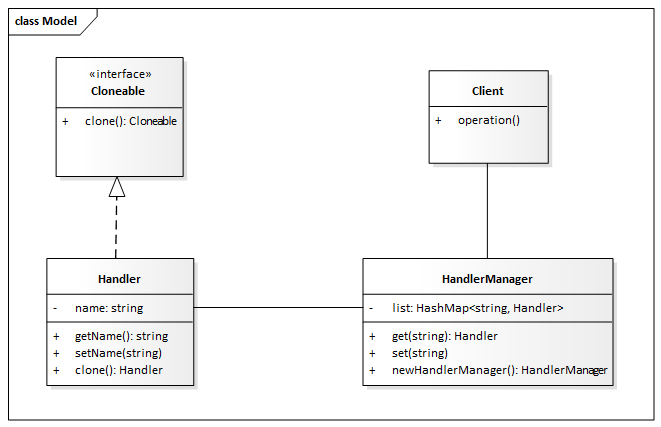 class Model
«interface»
Cloneable
+ clone(): Cloneable
Client
+ operation()
Handler
- name: string
+ getName(): string
+ setName(string)
+ clone(): Handler
HandlerManager
- list: HashMap<string, Handler>
+ get(string): Handler
+ set(string)
+ newHandlerManager(): HandlerManager